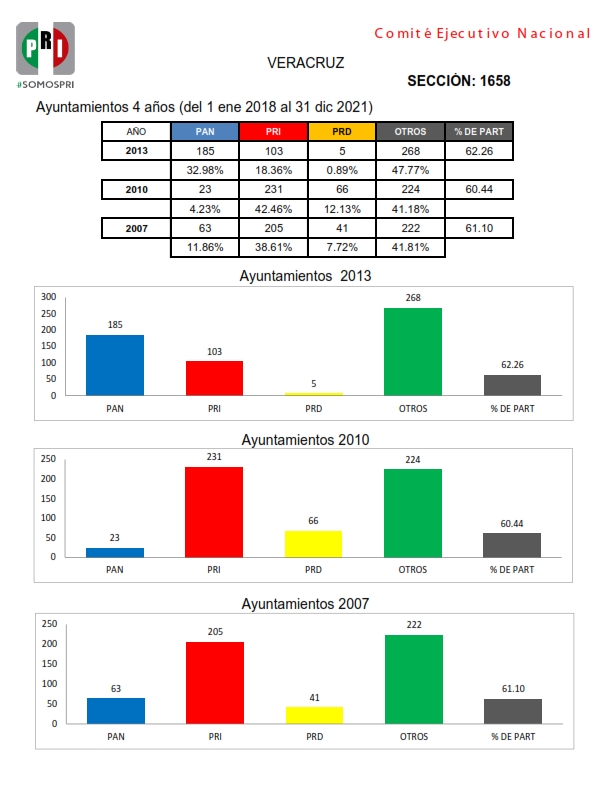 Comité Ejecutivo Nacional
PRI
#SOMOSPRI
VERACRUZ
SECCIÓN: 1658
Ayuntamientos 4 años (del 1 ene 2018 al 31 dic 2021)
AÑO PAN PRI PRD OTROS % DE PART
2013 185 103 5 268 62.26
32.98% 18.36% 0.89% 47.77%
2010 23 231 66 224 60.44
4.23% 42.46% 12.13% 41.18%
2007 63 205 41 222 61.10
11.86% 38.61% 7.72% 41.81%
Ayuntamientos 2013
300
250
200
150
100
50
0
185 103 5 268 62.26
PAN PRI PRD OTROS % DE PART
Ayuntamientos 2010
250
200
150
100
50
0
23 231 66 224 60.44
PAN PRI PRD OTROS % DE PART
Ayuntamientos 2007
250
200
150
100
50
0
63 205 41 222 61.10
PAN PRI PRD OTROS % DE PART